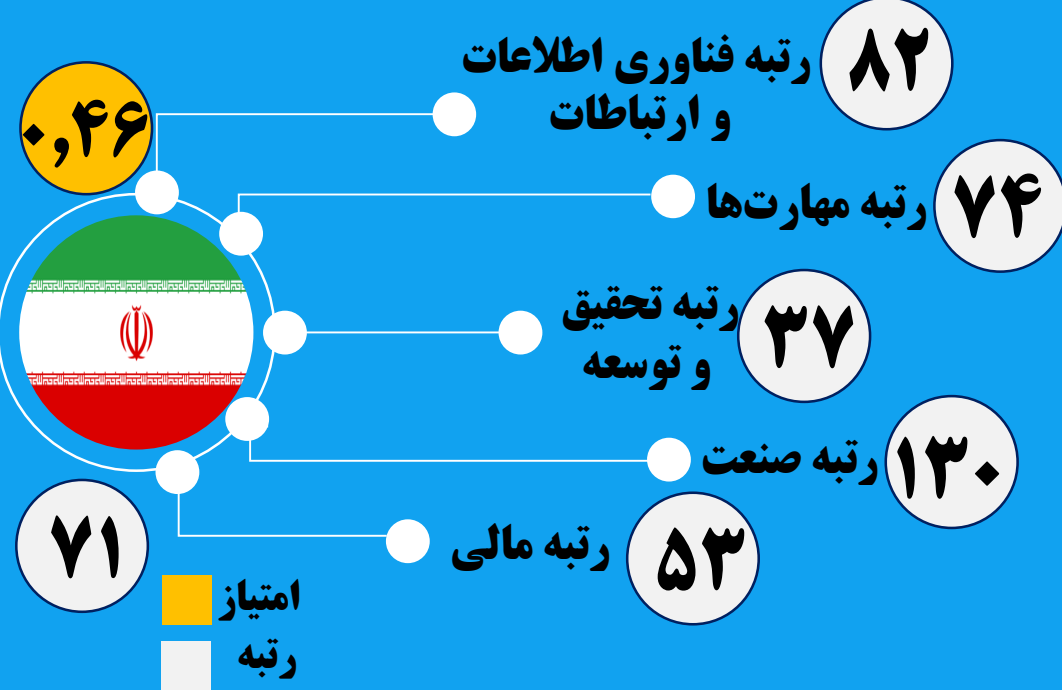 ۸۲
رتبه فناوری اطلاعات
و ارتباطات
۰,۴۶
۷۴
رتبه مهارت‌ها
۳۷
رتبه تحقیق
و توسعه
۱۳۰
رتبه صنعت
۵۳
رتبه مالی
۷۱
امتیاز
رتبه